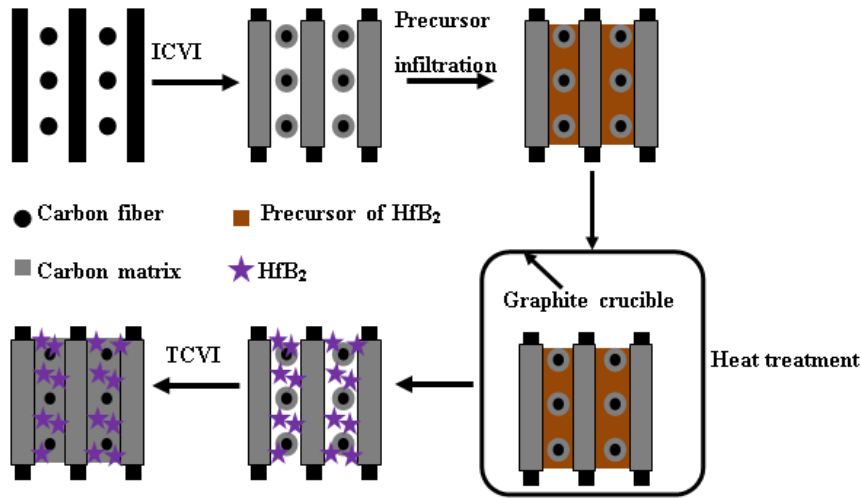 ICVI
Precursor
infiltration
Carbon fiber
Precursor of HfB₂
Carbon matrix
HfB₂
Graphite crucible
Heat treatment
TCVI